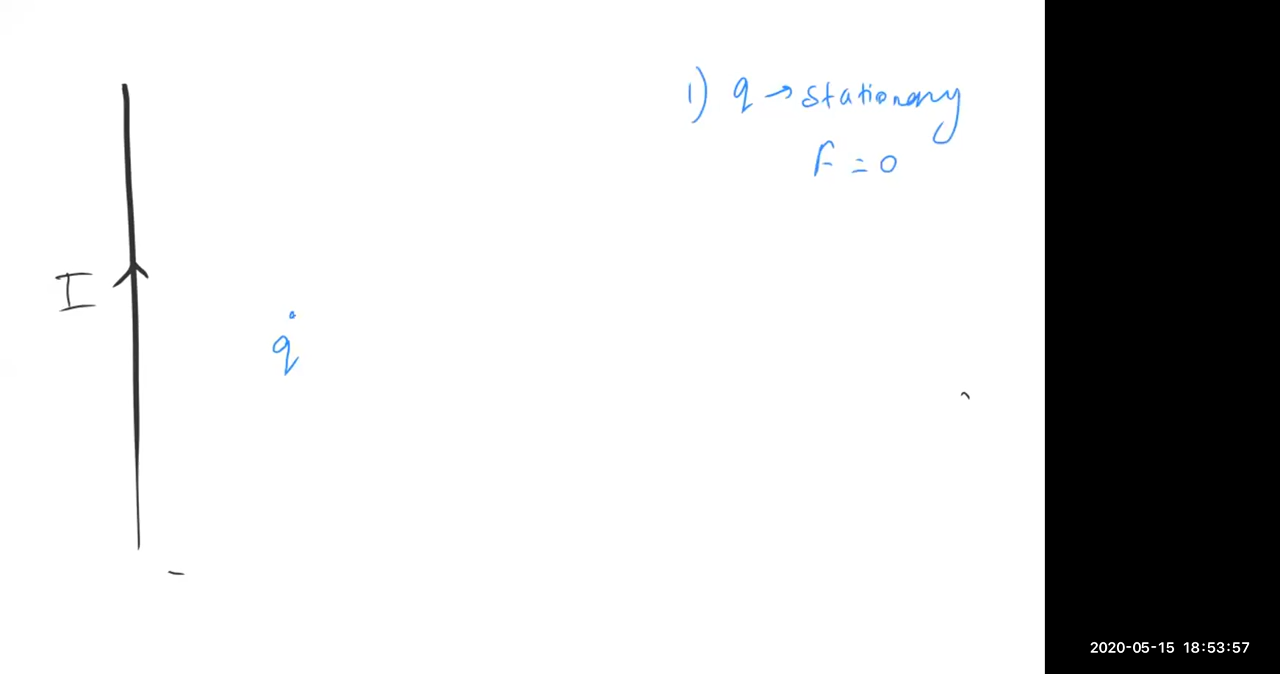 1) q → stationary
F = 0
I
q
2020-05-15 18:53:57